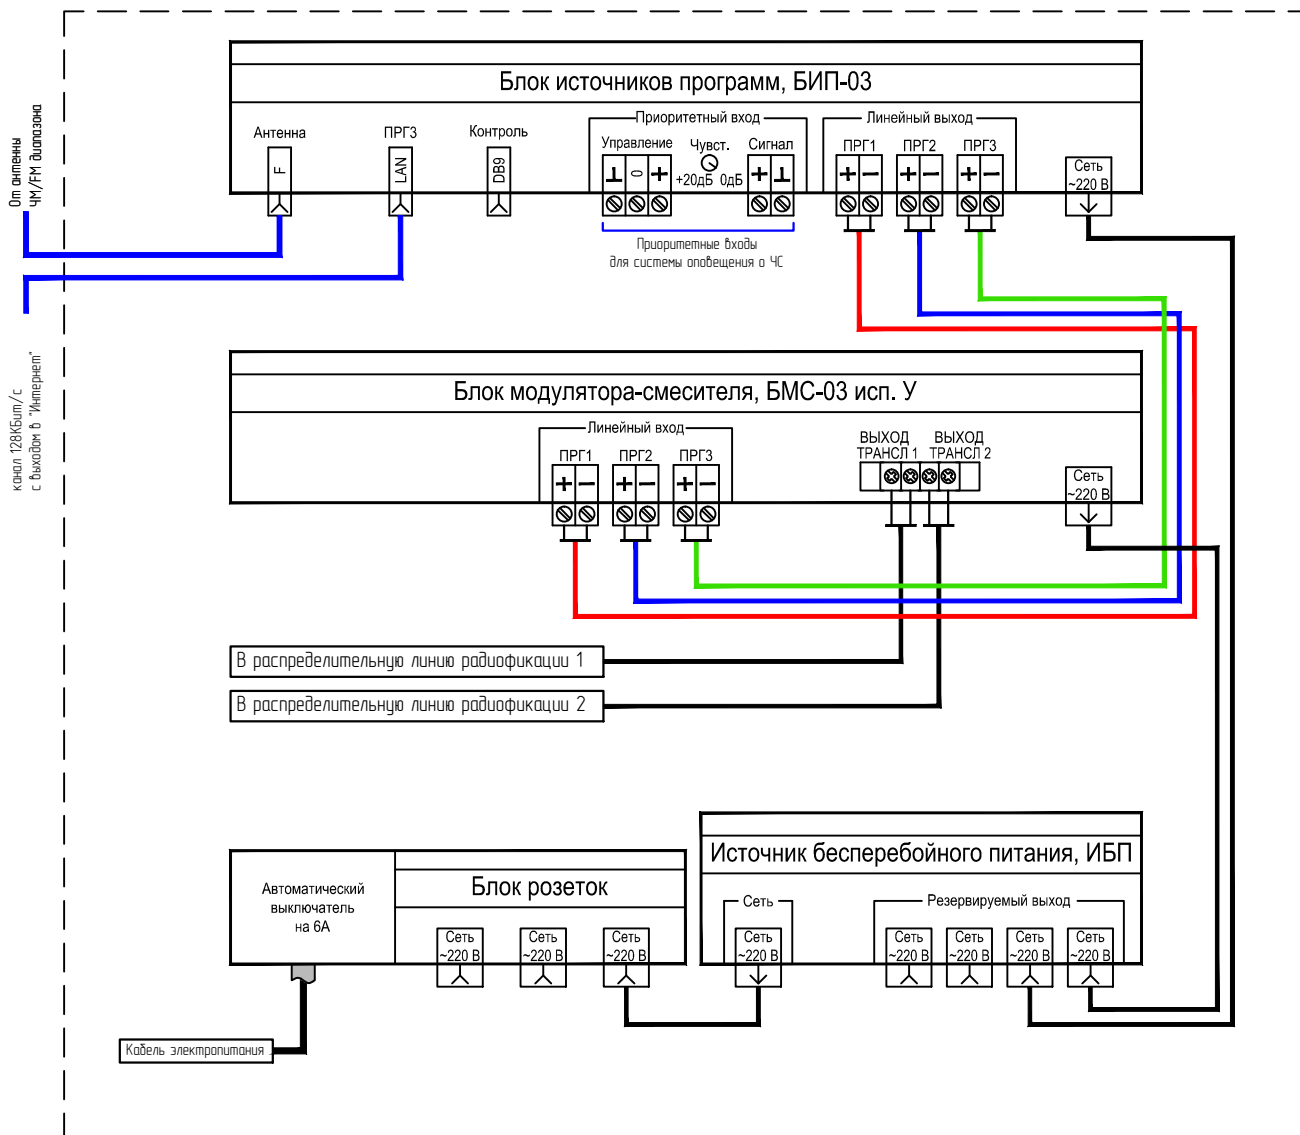 От антенны
ЧМ/FM диапазона
канал 128КБит/с
с выходом в "Интернет"
Блок источников программ, БИП-03
Антенна
F
ПРГ3
LAN
Контроль
DB9
Приоритетный вход
Управление
⊥ 0 +
Чувст.
+20дБ 0дБ
Сигнал
+ ⊥
Линейный выход
ПРГ1
+ −
ПРГ2
+ −
ПРГ3
+ −
Сеть
~220 В
Приоритетные входы
для системы оповещения о ЧС
Блок модулятора-смесителя, БМС-03 исп. У
Линейный вход
ПРГ1
+ −
ПРГ2
+ −
ПРГ3
+ −
ВЫХОД
ТРАНСЛ 1
ВЫХОД
ТРАНСЛ 2
Сеть
~220 В
В распределительную линию радиофикации 1
В распределительную линию радиофикации 2
Автоматический
выключатель
на 6А
Блок розеток
Сеть
~220 В
Сеть
~220 В
Сеть
~220 В
Источник бесперебойного питания, ИБП
Сеть
Сеть
~220 В
Резервируемый выход
Сеть
~220 В
Сеть
~220 В
Сеть
~220 В
Сеть
~220 В
Кабель электропитания